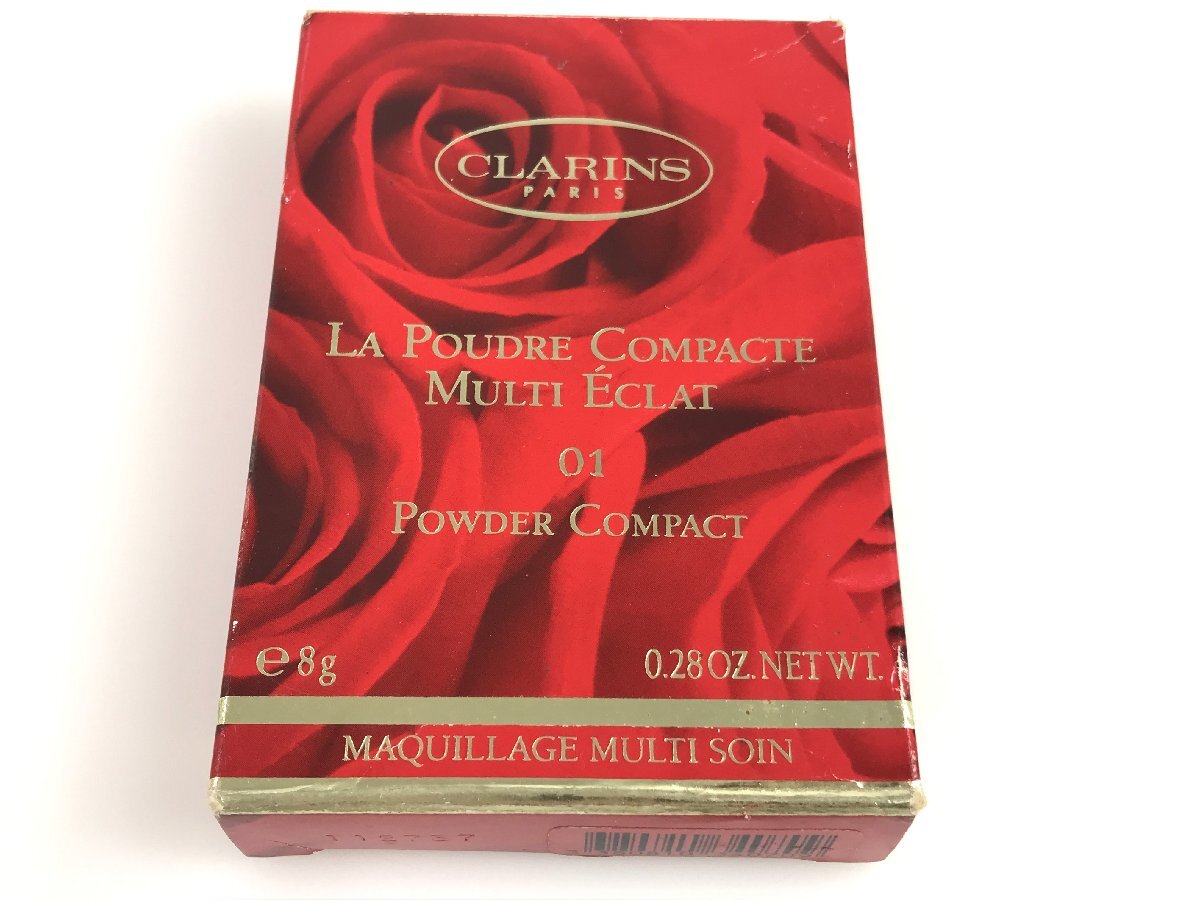 CLARINS
PARIS
LA POUDRE COMPACTE
MULTI ÉCLAT
01
POWDER COMPACT
℮ 8g
0.28 OZ. NET WT.
MAQUILLAGE MULTI SOIN